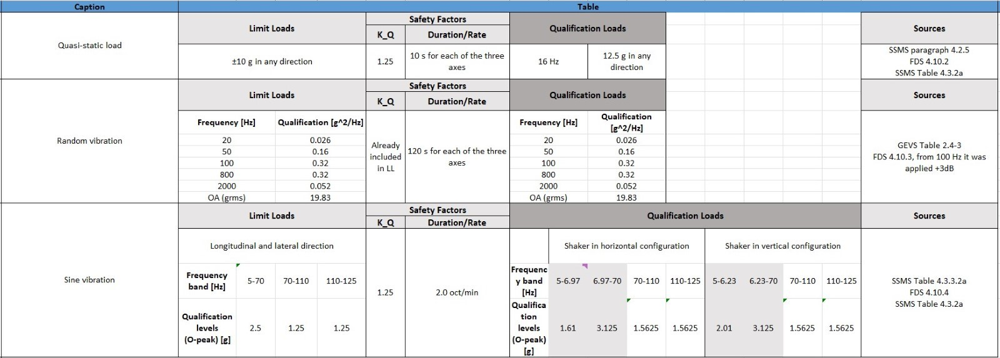 Caption
Table
Quasi-static load
Limit Loads
Safety Factors
Qualification Loads
Sources
K_Q
Duration/Rate
±10 g in any direction
1.25
10 s for each of the three
axes
16 Hz
12.5 g in any
direction
SSMS paragraph 4.2.5
FDS 4.10.2
SSMS Table 4.3.2a
Random vibration
Limit Loads
Safety Factors
Qualification Loads
Sources
K_Q
Duration/Rate
Frequency [Hz]
Qualification [g^2/Hz]
20
0.026
50
0.16
100
0.32
800
0.32
2000
0.052
OA (grms)
19.83
Already
included
in LL
120 s for each of the three
axes
Frequency [Hz]
Qualification
[g^2/Hz]
20
0.026
50
0.16
100
0.32
800
0.32
2000
0.052
OA (grms)
19.83
GEVS Table 2.4-3
FDS 4.10.3, from 100 Hz it was
applied +3dB
Sine vibration
Limit Loads
Safety Factors
Qualification Loads
Sources
K_Q
Duration/Rate
Longitudinal and lateral direction
Frequency
band [Hz]
5-70
70-110
110-125
Qualification
levels
(O-peak) [g]
2.5
1.25
1.25
1.25
2.0 oct/min
Shaker in horizontal configuration
Shaker in vertical configuration
Frequenc
y band
[Hz]
5-6.97
6.97-70
70-110
110-125
5-6.23
6.23-70
70-110
110-125
Qualifica
tion
levels
(O-peak)
[g]
1.61
3.125
1.5625
1.5625
2.01
3.125
1.5625
1.5625
SSMS Table 4.3.3.2a
FDS 4.10.4
SSMS Table 4.3.2a